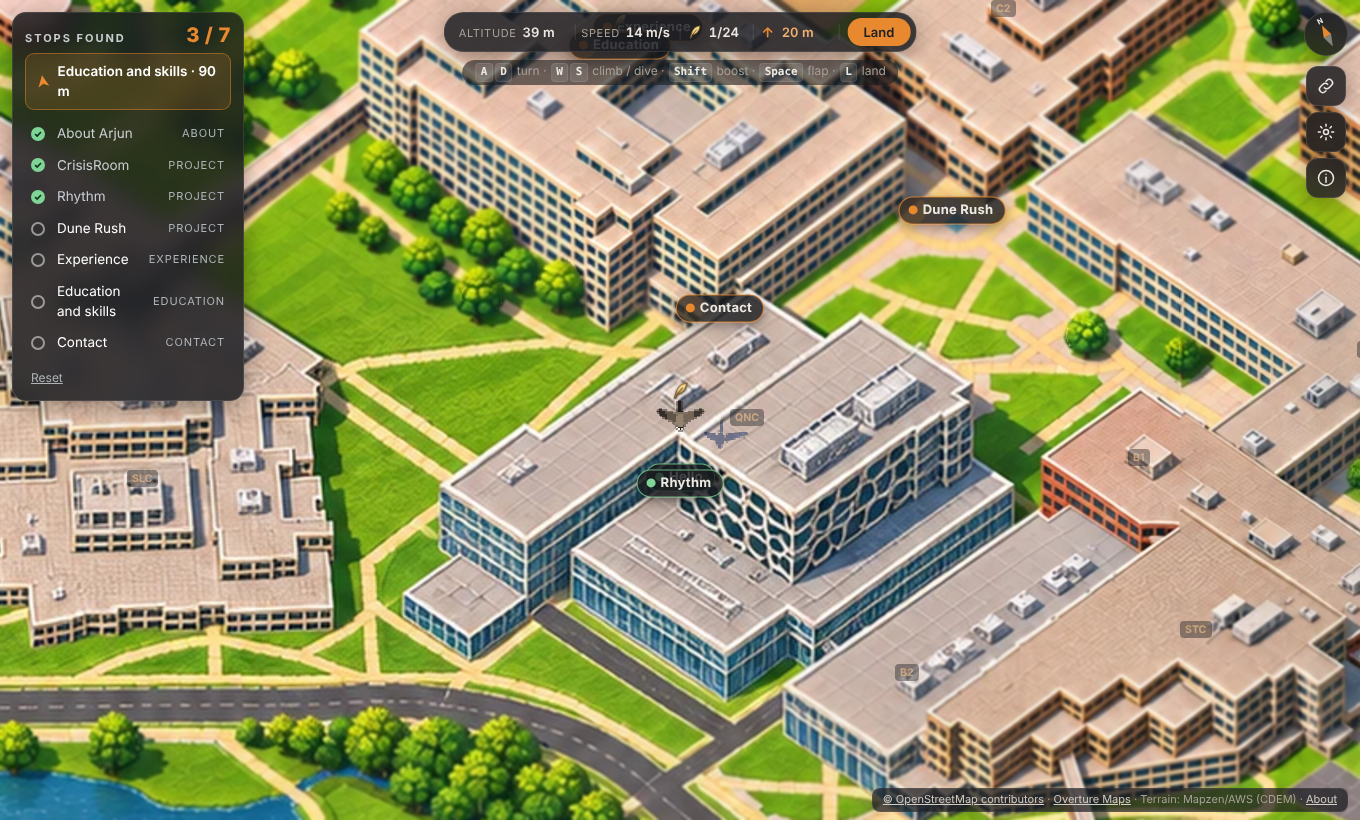 STOPS FOUND 3 / 7
Education and skills · 90
m
About Arjun ABOUT
CrisisRoom PROJECT
Rhythm PROJECT
Dune Rush PROJECT
Experience EXPERIENCE
Education
and skills EDUCATION
Contact CONTACT
Reset
Experience
Education
ALTITUDE 39 m SPEED 14 m/s 1/24 ↑ 20 m Land
A D turn · W S climb / dive · Shift boost · Space flap · L land
C2
N
Dune Rush
Contact
QNC
Rhythm
SLC
B1
STC
B2
© OpenStreetMap contributors · Overture Maps · Terrain: Mapzen/AWS (CDEM) · About